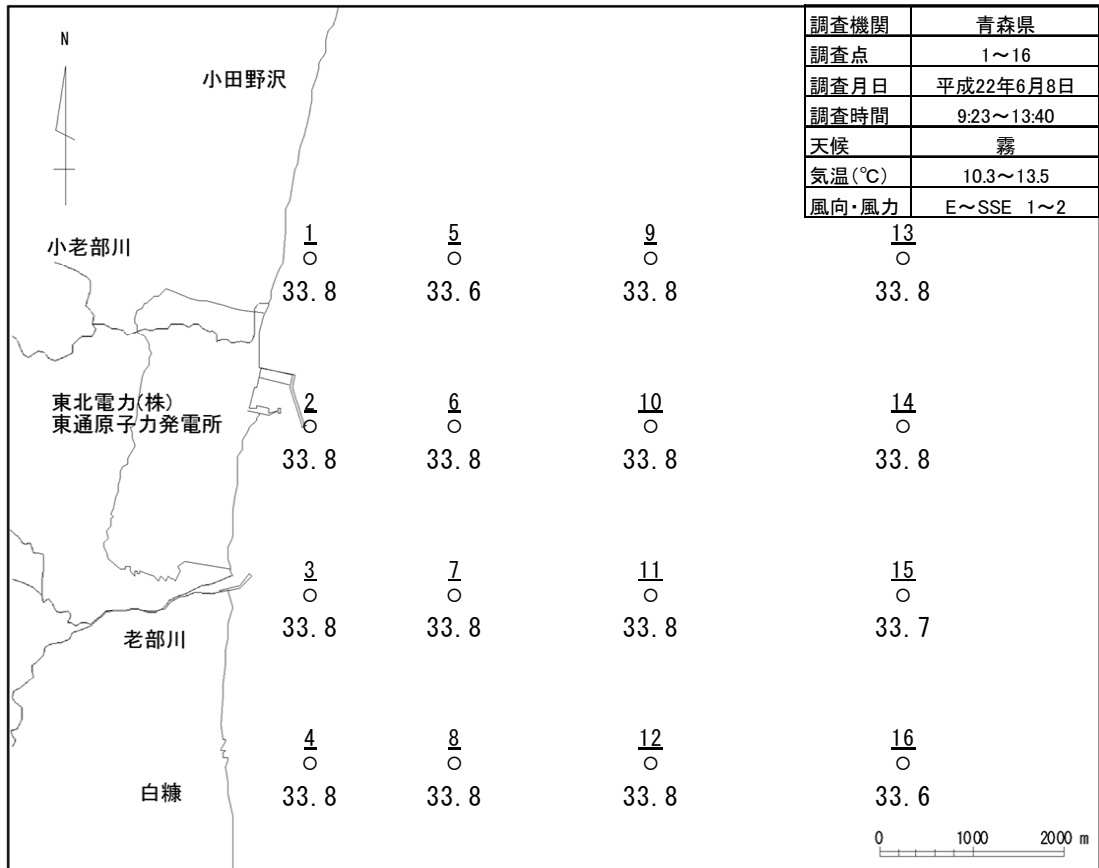 N
小田野沢
調査機関 青森県
調査点 1～16
調査月日 平成22年6月8日
調査時間 9:23～13:40
天候 霧
気温(℃) 10.3～13.5
風向・風力 E～SSE 1～2
小老部川
1 5 9 13
33.8 33.6 33.8 33.8
東北電力(株)
東通原子力発電所
2 6 10 14
33.8 33.8 33.8 33.8
3 7 11 15
33.8 33.8 33.8 33.7
老部川
4 8 12 16
33.8 33.8 33.8 33.6
白糠
0 1000 2000 m